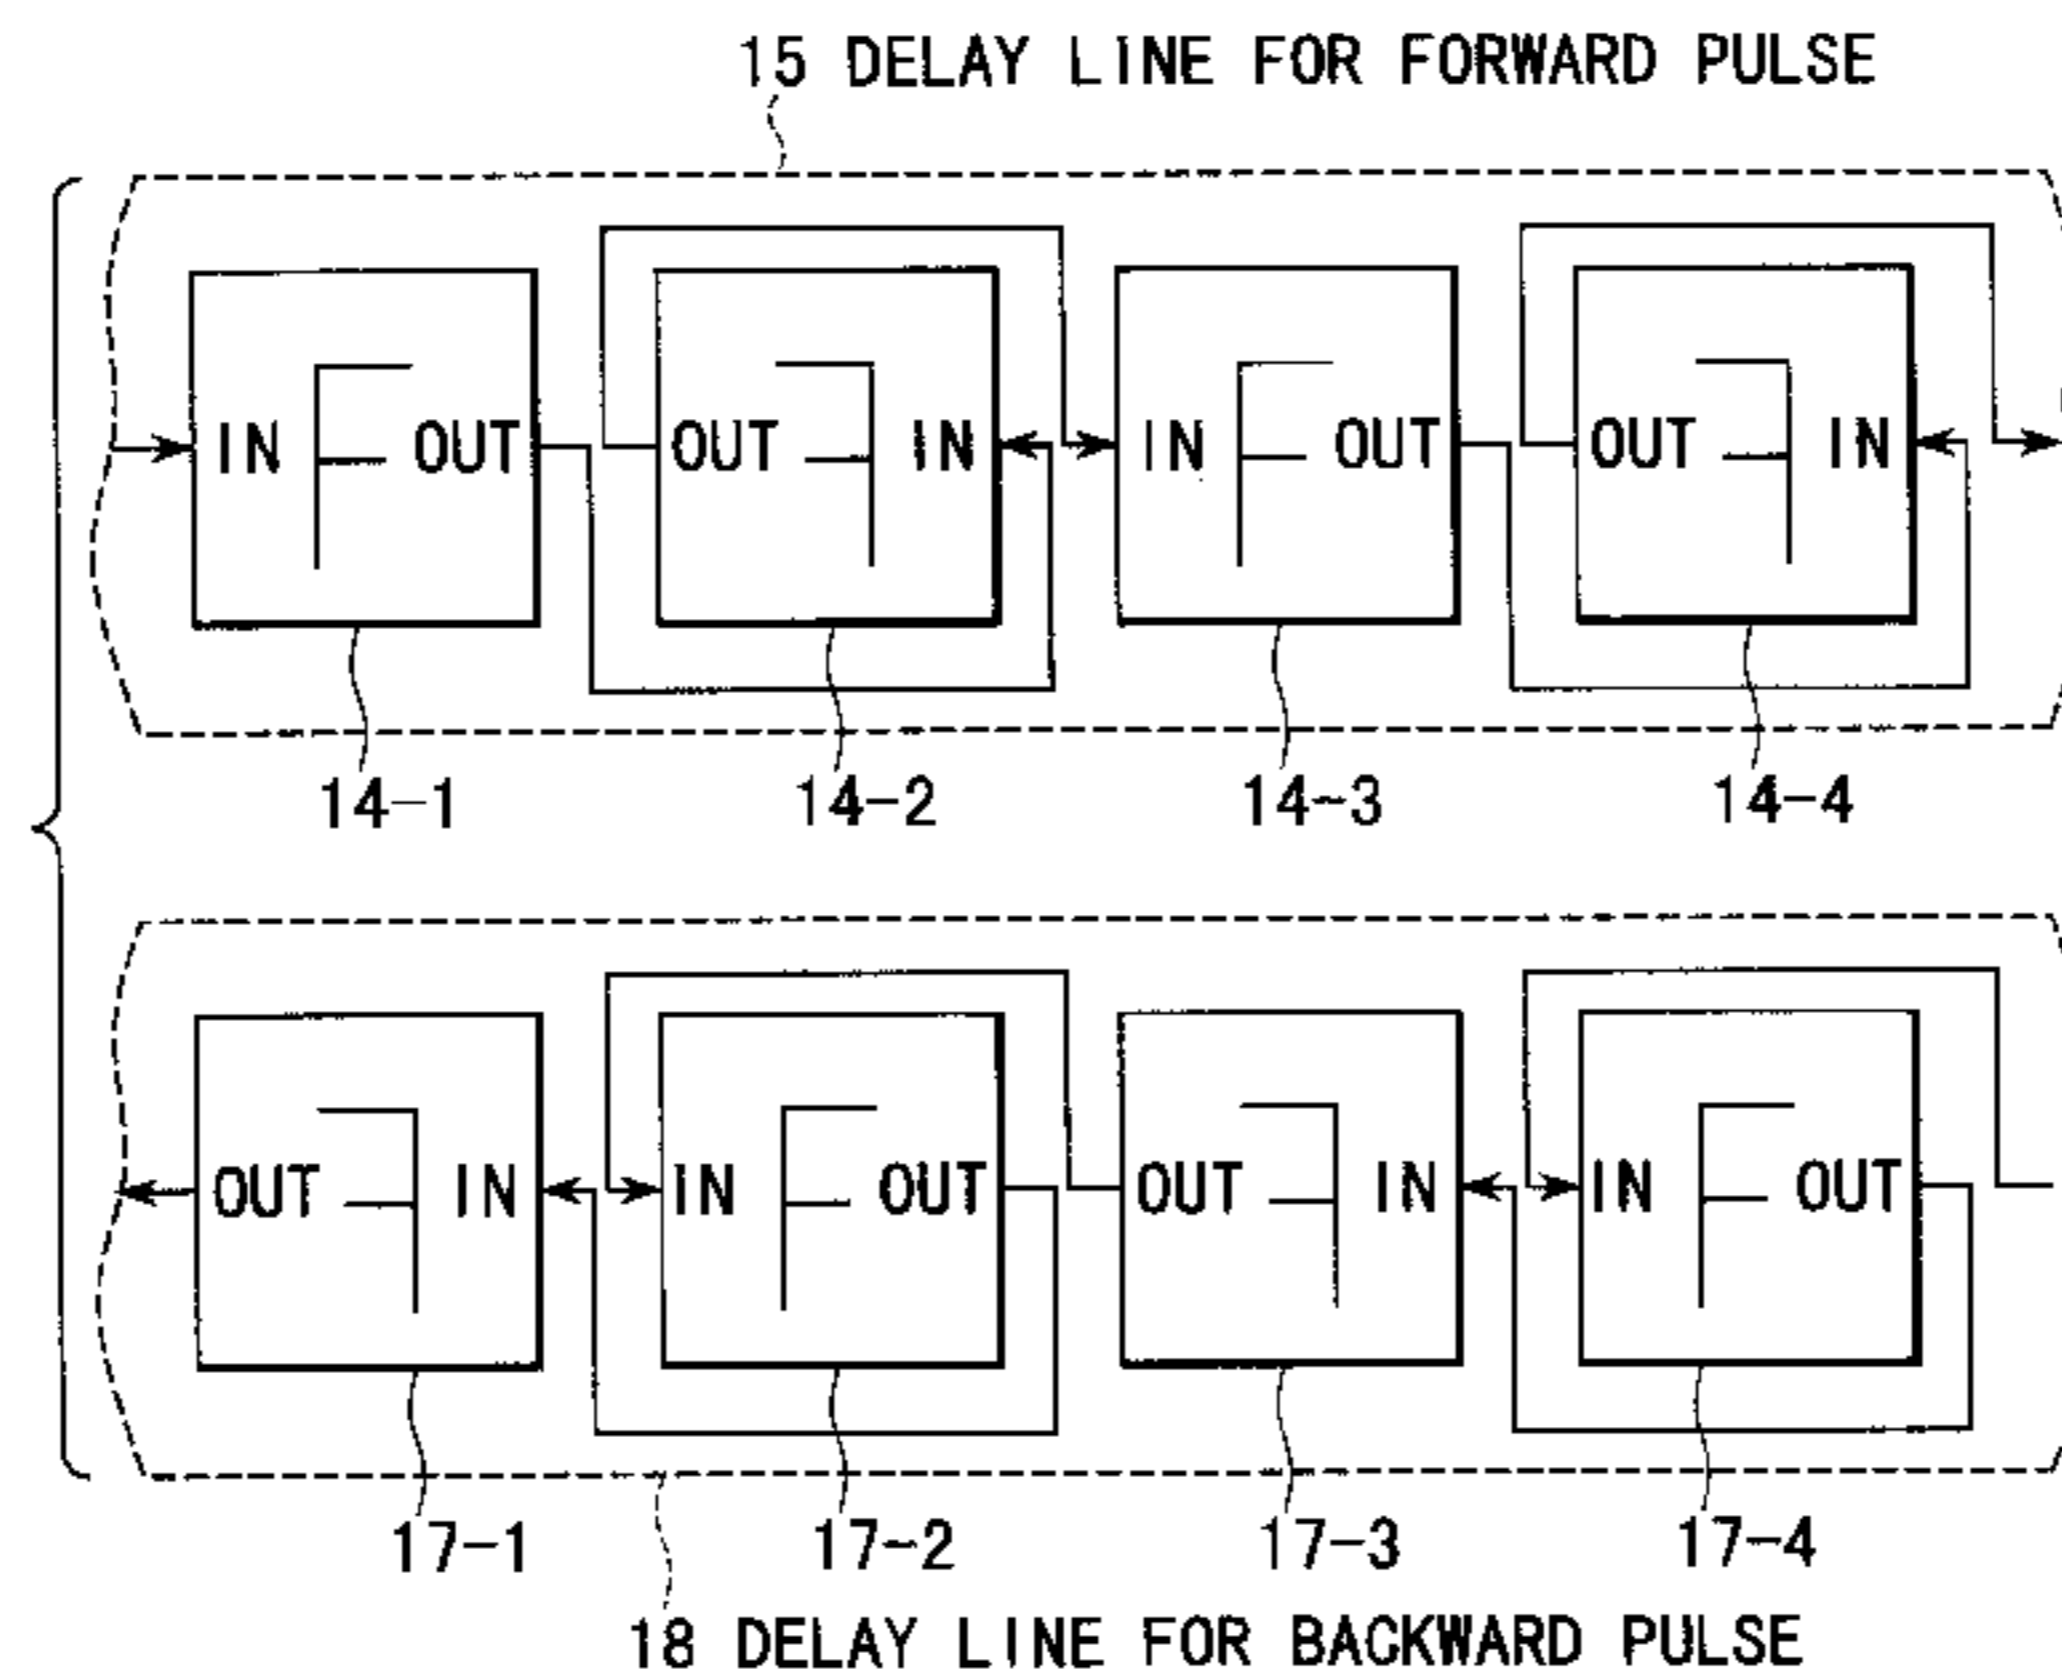 15 DELAY LINE FOR FORWARD PULSE
IN F OUT
OUT F IN
IN F OUT
OUT F IN
14-1
14-2
14-3
14-4
OUT F IN
IN F OUT
OUT F IN
IN F OUT
17-1
17-2
17-3
17-4
18 DELAY LINE FOR BACKWARD PULSE